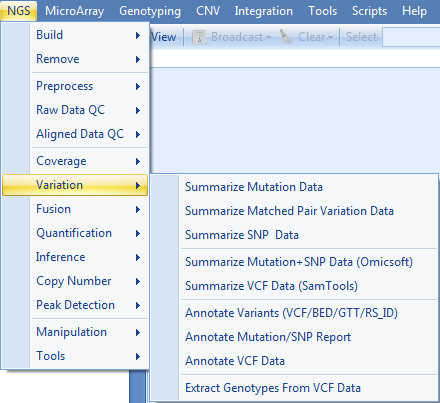 NGS MicroArray Genotyping CNV Integration Tools Scripts Help
View Broadcast Clear Select
Build
Remove
Preprocess
Raw Data QC
Aligned Data QC
Coverage
Variation
Fusion
Quantification
Inference
Copy Number
Peak Detection
Manipulation
Tools
Summarize Mutation Data
Summarize Matched Pair Variation Data
Summarize SNP  Data
Summarize Mutation+SNP Data (Omicsoft)
Summarize VCF Data (SamTools)
Annotate Variants (VCF/BED/GTT/RS_ID)
Annotate Mutation/SNP Report
Annotate VCF Data
Extract Genotypes From VCF Data